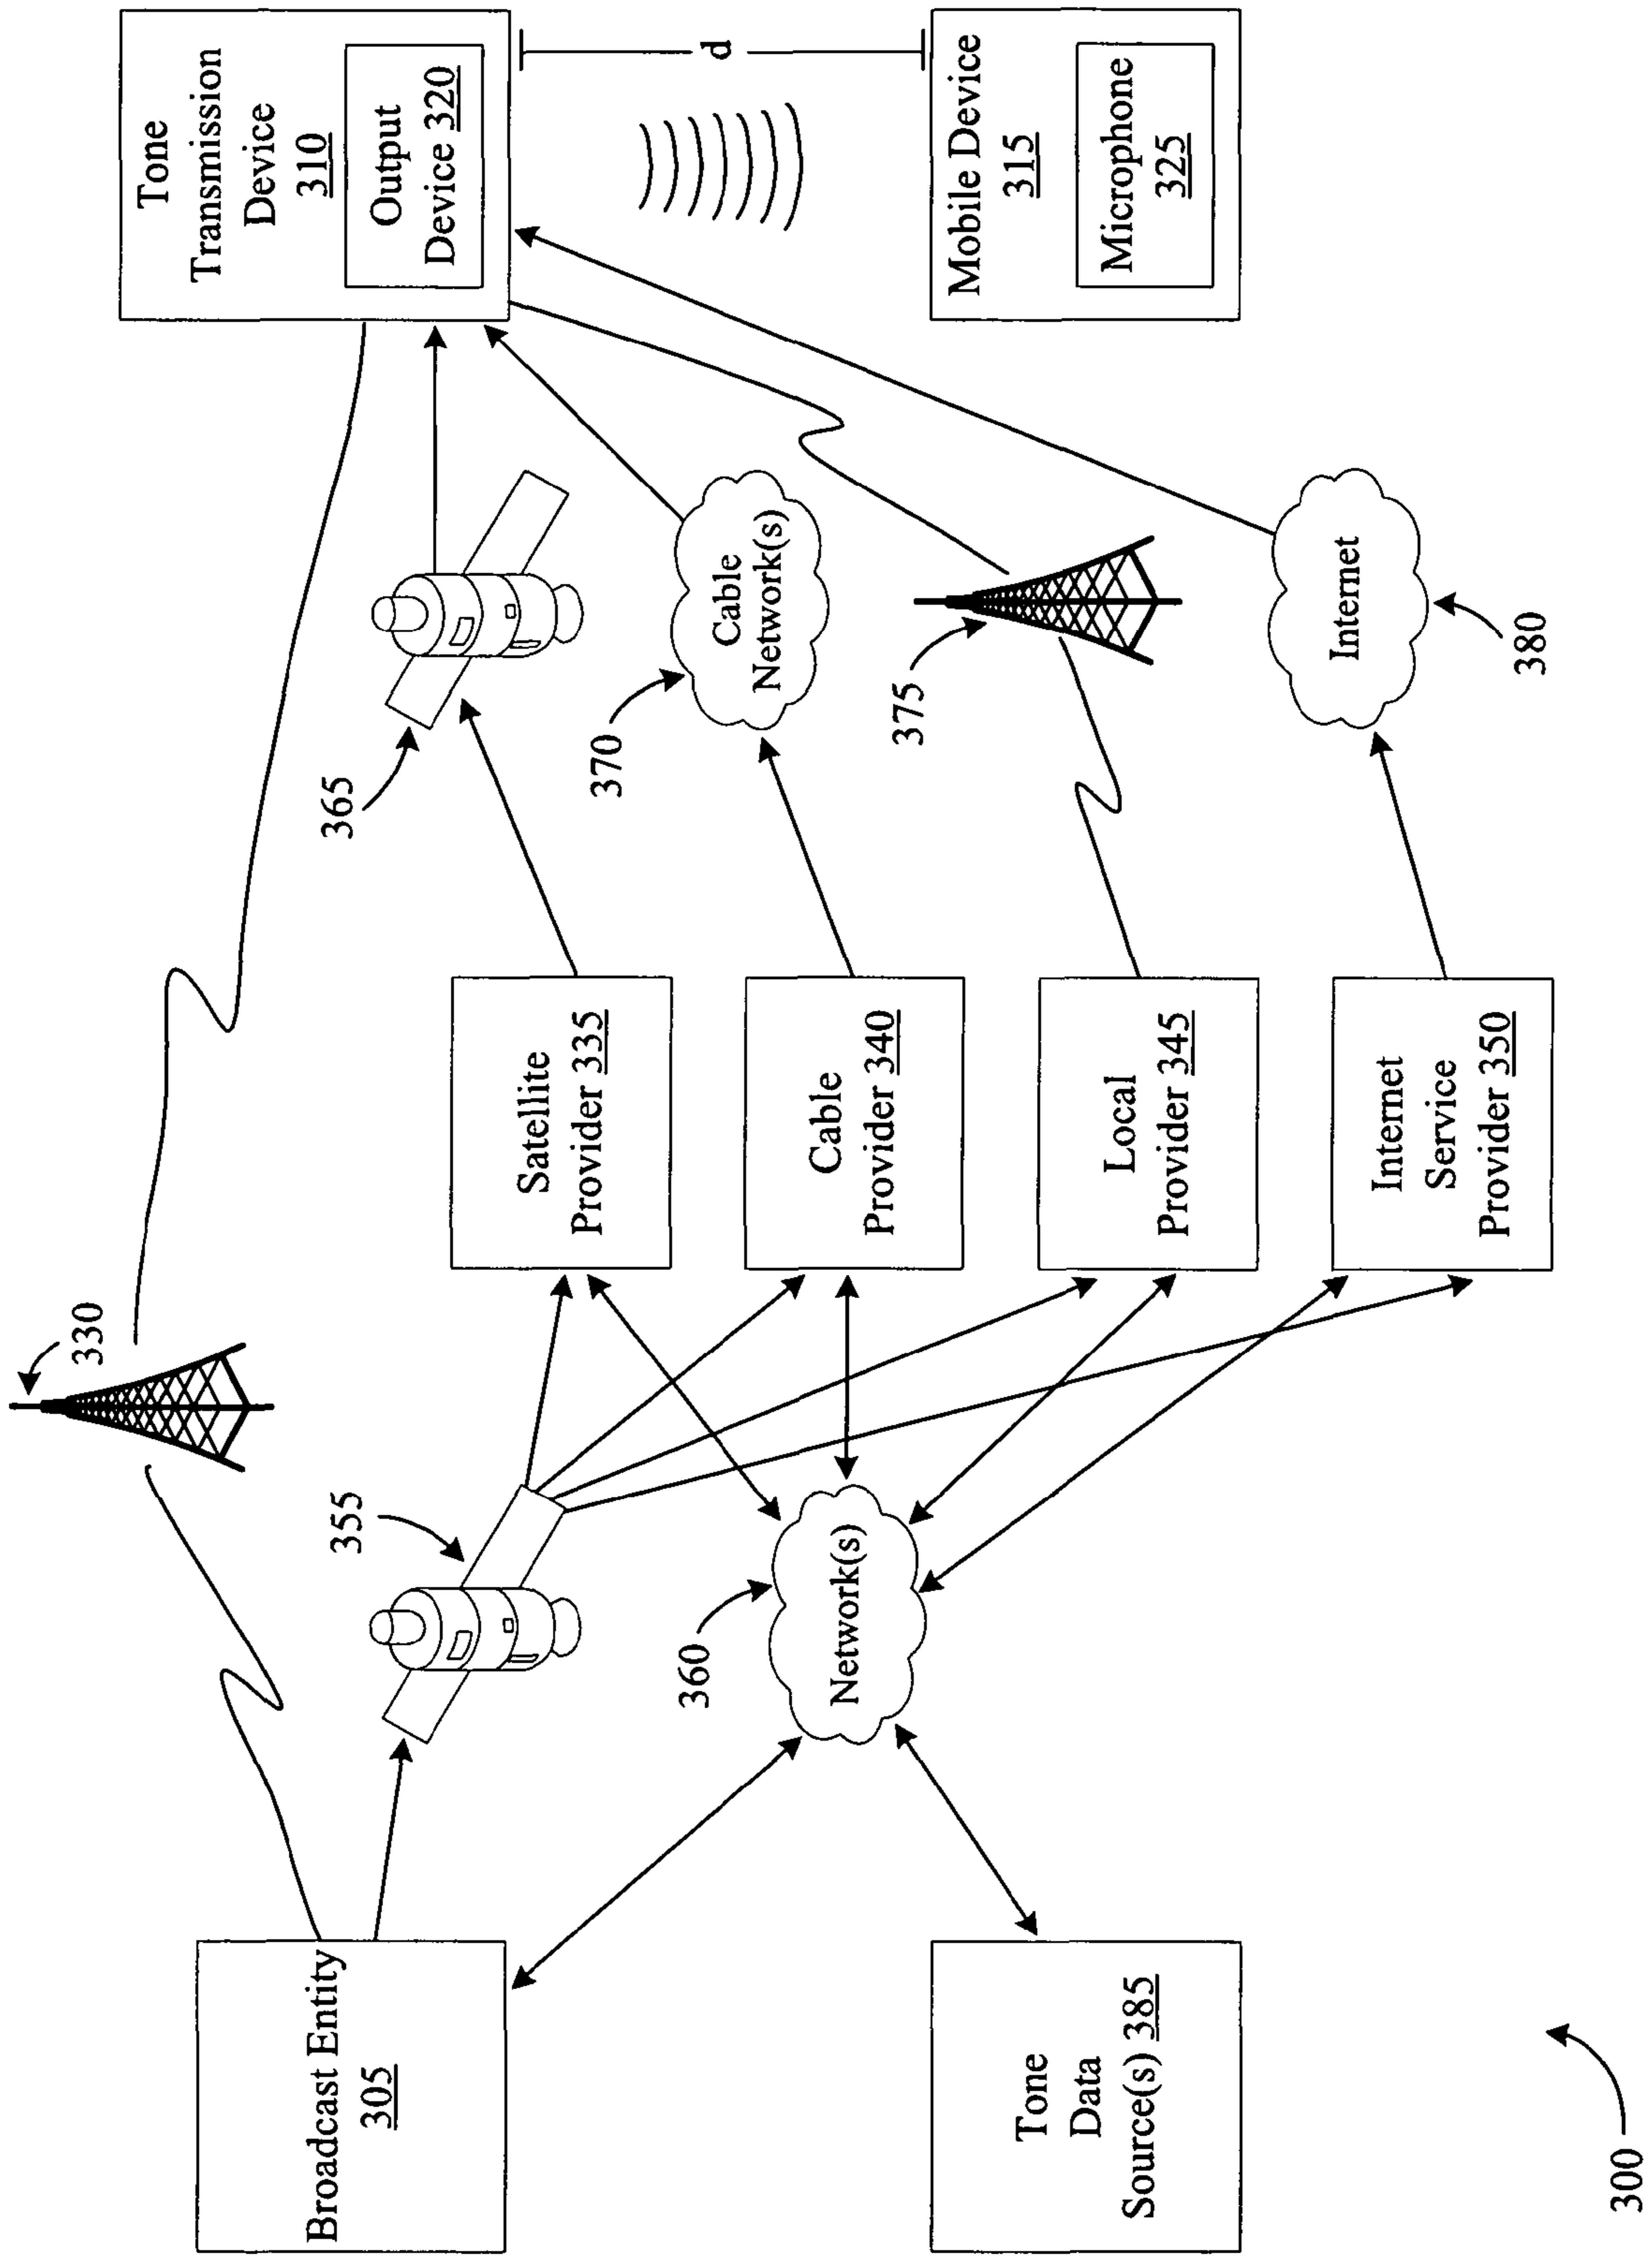 330
Broadcast Entity
305
355
365
Tone
Transmission
Device
310
Output
Device 320
d
Satellite
Provider 335
360
Network(s)
Cable
Provider 340
370
Cable
Network(s)
Tone
Data
Source(s) 385
Local
Provider 345
375
Mobile Device
315
Microphone
325
Internet
Service
Provider 350
Internet
380
300